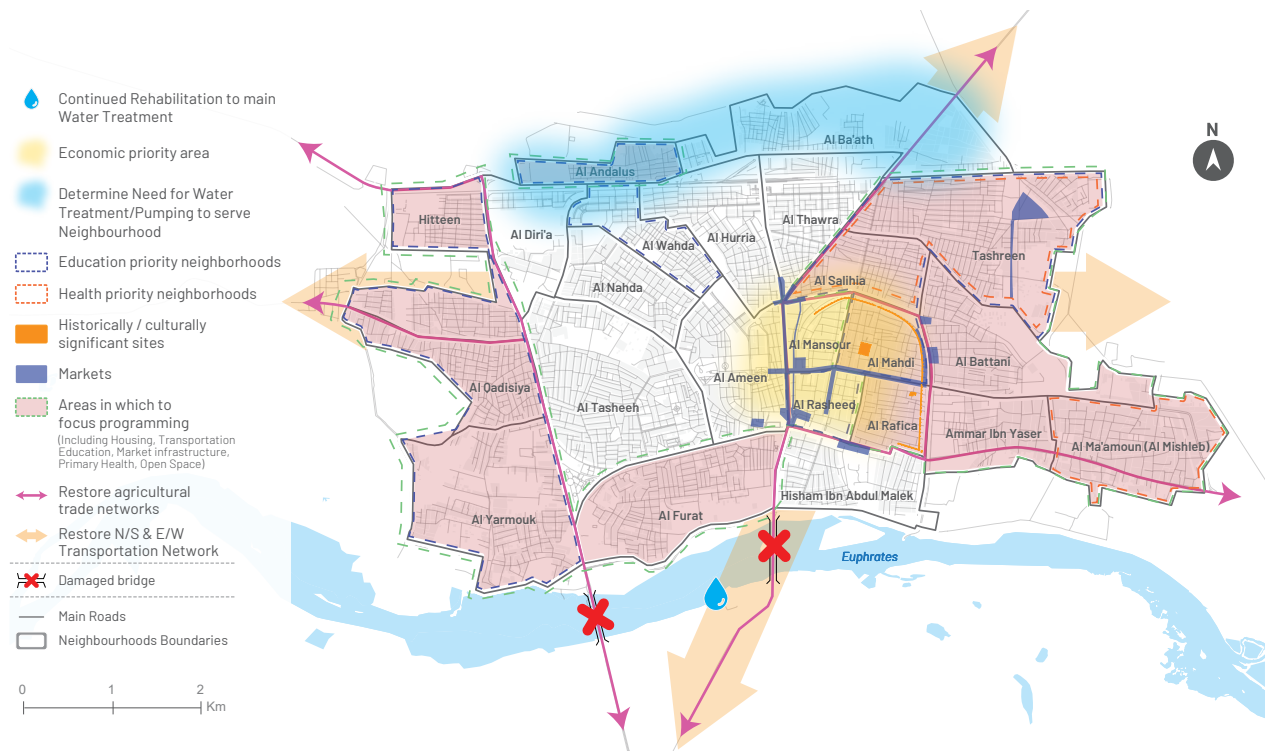 Continued Rehabilitation to main
Water Treatment
Economic priority area
Determine Need for Water
Treatment/Pumping to serve
Neighbourhood
Education priority neighborhoods
Health priority neighborhoods
Historically / culturally
significant sites
Markets
Areas in which to
focus programming
(Including Housing, Transportation
Education, Market infrastructure,
Primary Health, Open Space)
Restore agricultural
trade networks
Restore N/S & E/W
Transportation Network
Damaged bridge
Main Roads
Neighbourhoods Boundaries
0 1 2
Km
N
Al Ba'ath
Al Andalus
Hitteen
Al Thawra
Al Diri'a
Al Wahda
Al Hurria
Tashreen
Al Salihia
Al Nahda
Al Mansour
Al Mahdi
Al Battani
Al Ameen
Al Qadisiya
Al Tasheeh
Al Rasheed
Al Rafica
Ammar Ibn Yaser
Al Ma'amoun (Al Mishleb)
Hisham Ibn Abdul Malek
Al Yarmouk
Al Furat
Euphrates